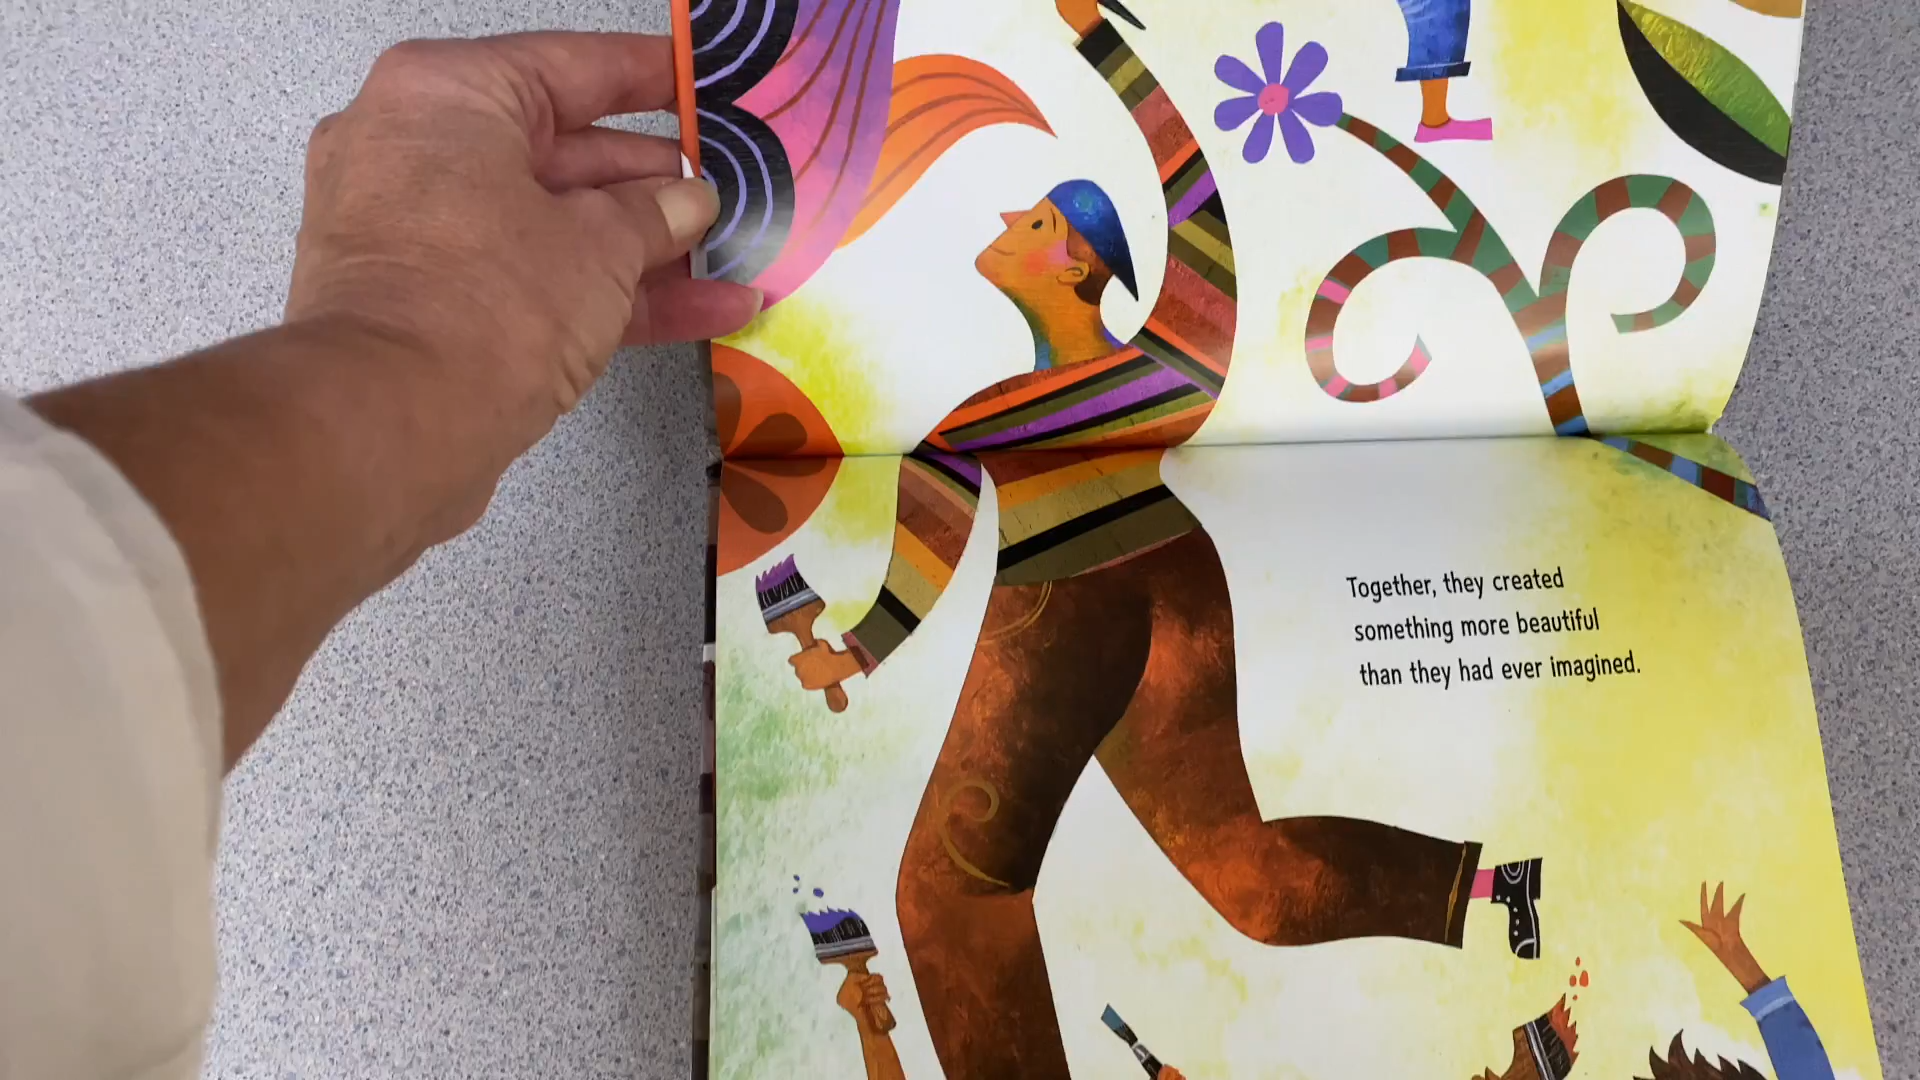 Together, they created
something more beautiful
than they had ever imagined.